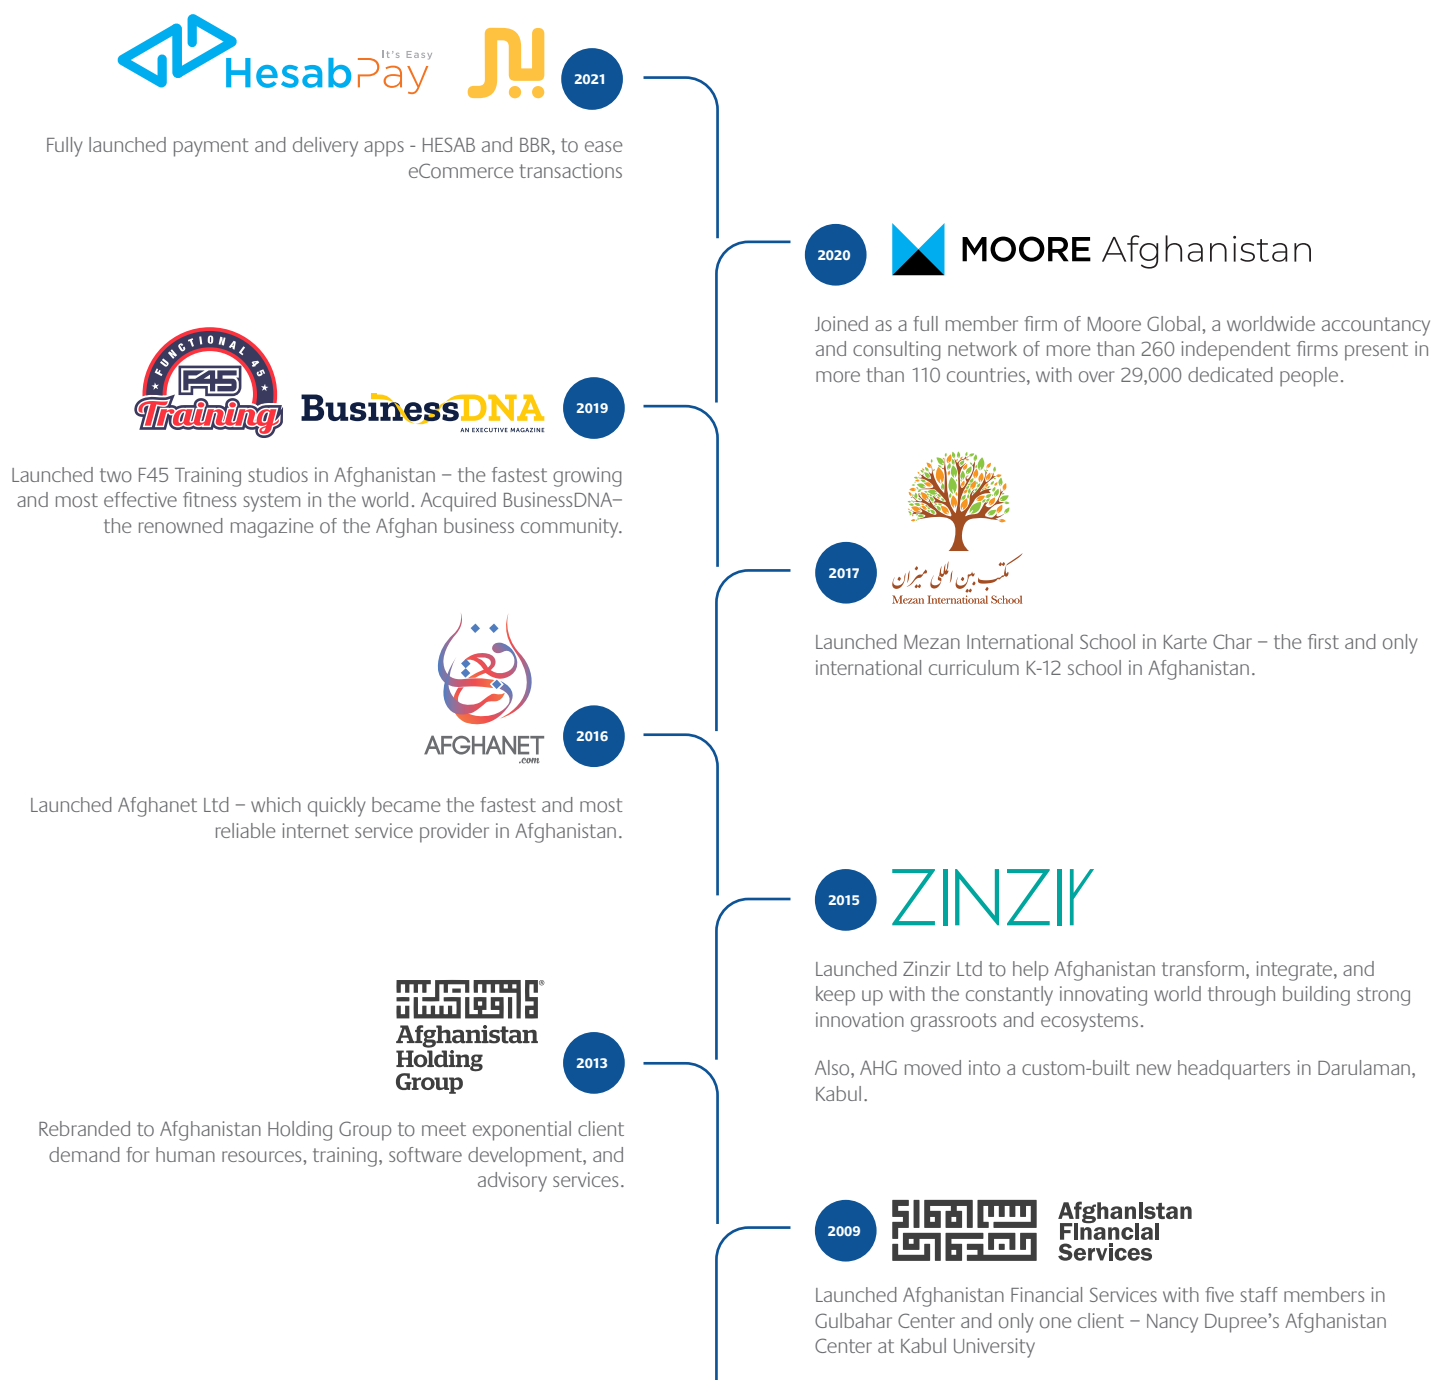 It's Easy
HesabPay
ببر
2021
Fully launched payment and delivery apps - HESAB and BBR, to ease
eCommerce transactions
2020
MOORE Afghanistan
Joined as a full member firm of Moore Global, a worldwide accountancy
and consulting network of more than 260 independent firms present in
more than 110 countries, with over 29,000 dedicated people.
FUNCTIONAL 45
F45
Training
BusinessDNA
AN EXECUTIVE MAGAZINE
2019
Launched two F45 Training studios in Afghanistan – the fastest growing
and most effective fitness system in the world. Acquired BusinessDNA–
the renowned magazine of the Afghan business community.
2017
مکتب بین المللی میزان
Mezan International School
Launched Mezan International School in Karte Char – the first and only
international curriculum K-12 school in Afghanistan.
AFGHANET
.com
2016
Launched Afghanet Ltd – which quickly became the fastest and most
reliable internet service provider in Afghanistan.
2015
ZINZIR
Launched Zinzir Ltd to help Afghanistan transform, integrate, and
keep up with the constantly innovating world through building strong
innovation grassroots and ecosystems.
Also, AHG moved into a custom-built new headquarters in Darulaman,
Kabul.
®
Afghanistan
Holding
Group
2013
Rebranded to Afghanistan Holding Group to meet exponential client
demand for human resources, training, software development, and
advisory services.
2009
Afghanistan
Financial
Services
Launched Afghanistan Financial Services with five staff members in
Gulbahar Center and only one client – Nancy Dupree’s Afghanistan
Center at Kabul University